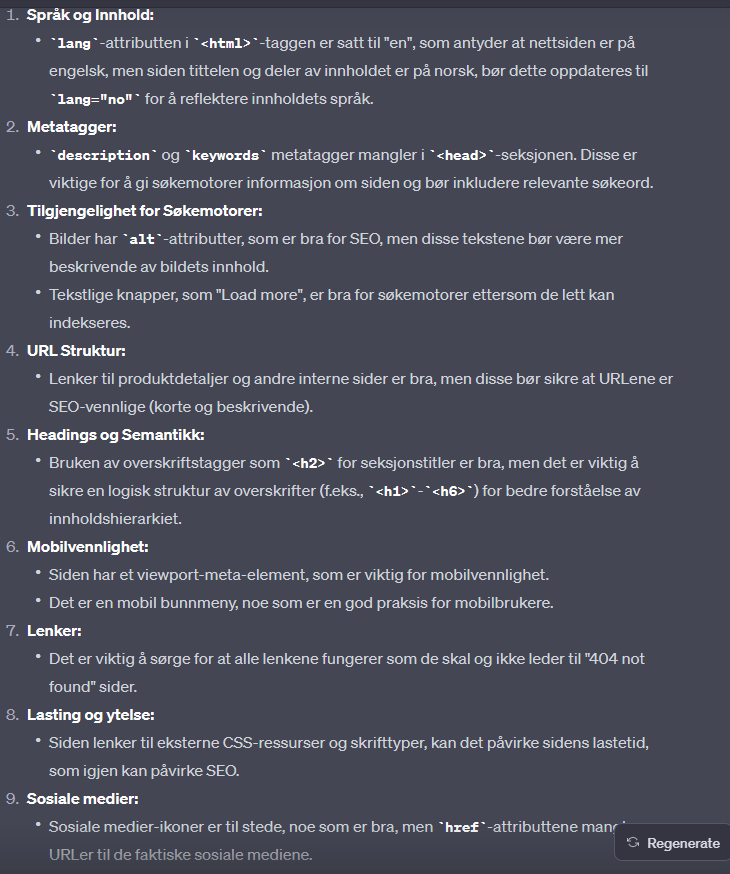 1. Språk og Innhold:
• `lang`-attributten i `<html>`-taggen er satt til "en", som antyder at nettsiden er på
engelsk, men siden tittelen og deler av innholdet er på norsk, bør dette oppdateres til
`lang="no"` for å reflektere innholdets språk.
2. Metatagger:
• `description` og `keywords` metatagger mangler i `<head>`-seksjonen. Disse er
viktige for å gi søkemotorer informasjon om siden og bør inkludere relevante søkeord.
3. Tilgjengelighet for Søkemotorer:
• Bilder har `alt`-attributter, som er bra for SEO, men disse tekstene bør være mer
beskrivende av bildets innhold.
• Tekstlige knapper, som "Load more", er bra for søkemotorer ettersom de lett kan
indekseres.
4. URL Struktur:
• Lenker til produktdetaljer og andre interne sider er bra, men disse bør sikre at URLene er
SEO-vennlige (korte og beskrivende).
5. Headings og Semantikk:
• Bruken av overskriftstagger som `<h2>` for seksjonstitler er bra, men det er viktig å
sikre en logisk struktur av overskrifter (f.eks., `<h1>`-`<h6>`) for bedre forståelse av
innholdshierarkiet.
6. Mobilvennlighet:
• Siden har et viewport-meta-element, som er viktig for mobilvennlighet.
• Det er en mobil bunnmeny, noe som er en god praksis for mobilbrukere.
7. Lenker:
• Det er viktig å sørge for at alle lenkene fungerer som de skal og ikke leder til "404 not
found" sider.
8. Lasting og ytelse:
• Siden lenker til eksterne CSS-ressurser og skrifttyper, kan det påvirke sidens lastetid,
som igjen kan påvirke SEO.
9. Sosiale medier:
• Sosiale medier-ikoner er til stede, noe som er bra, men `href`-attributtene
URLer til de faktiske sosiale mediene.
Regenerate